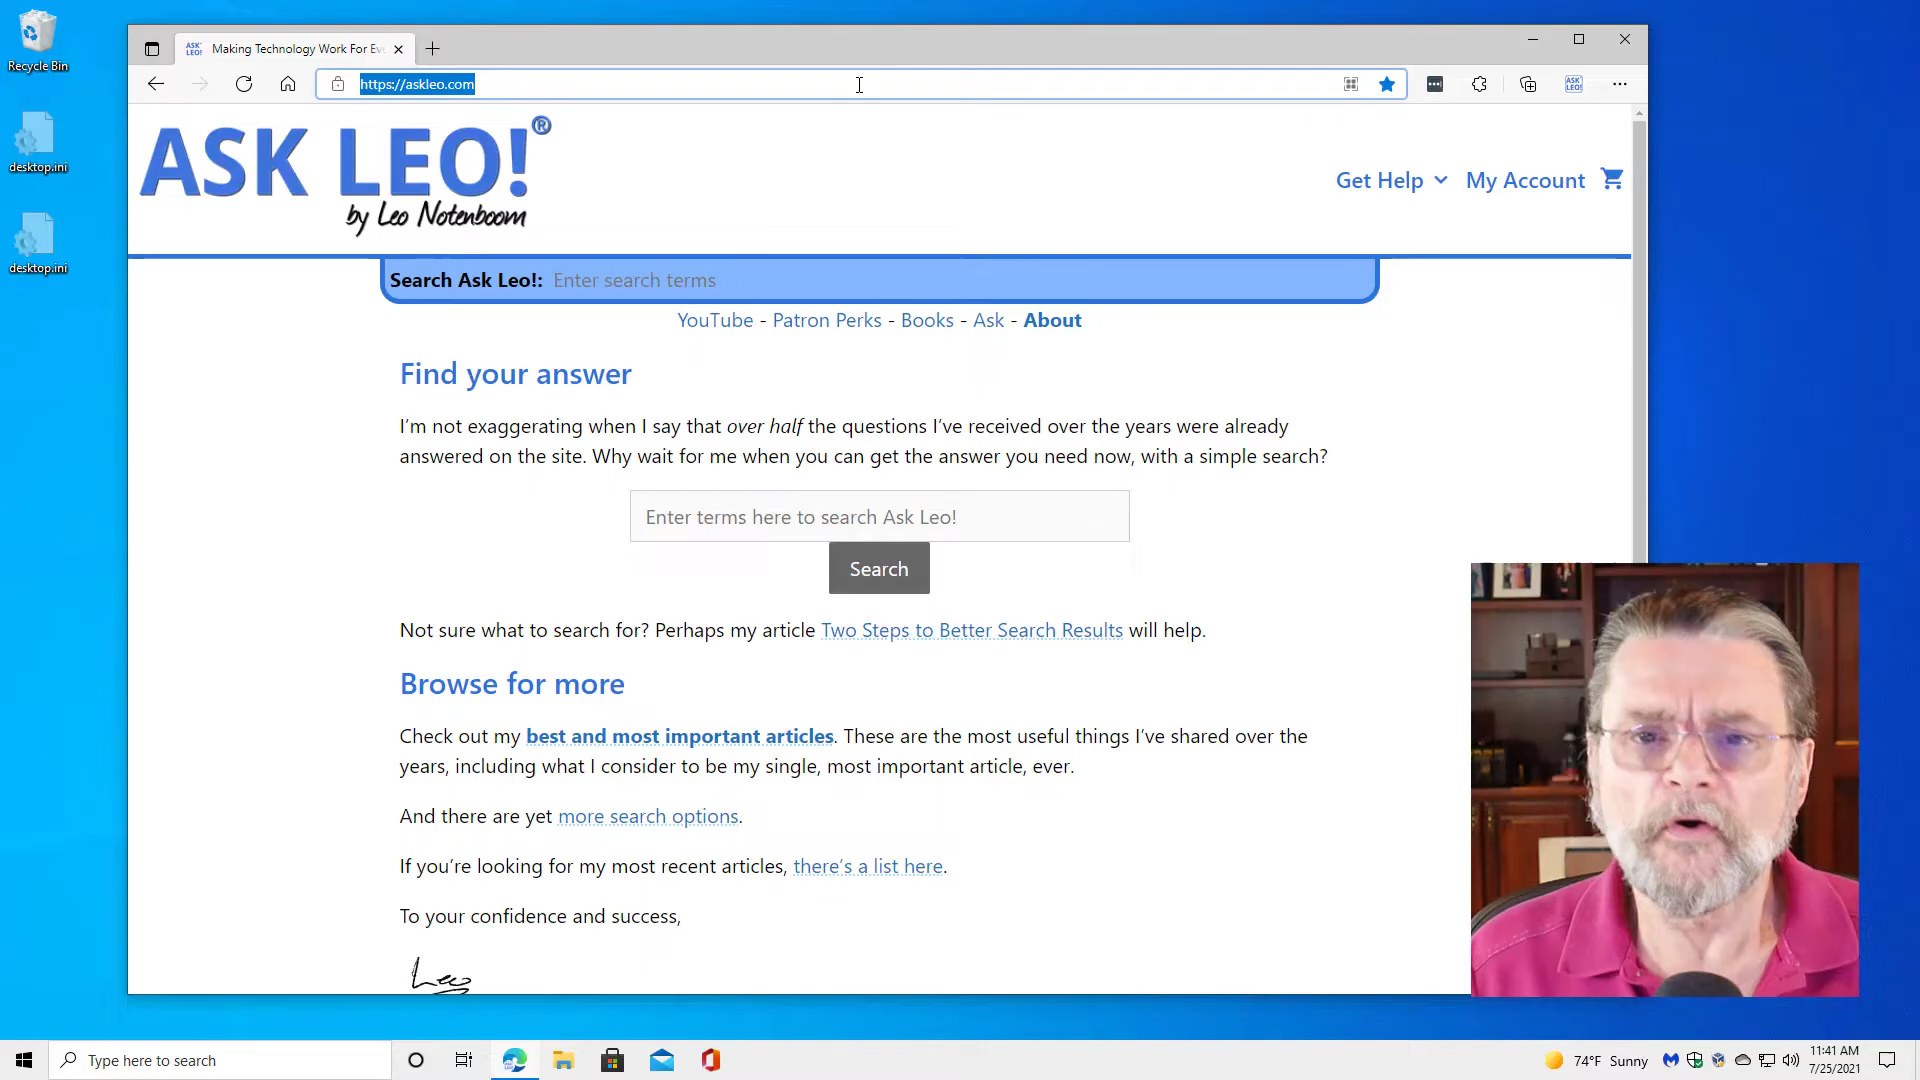 Recycle Bin
desktop.ini
desktop.ini
ASK LEO!
Making Technology Work For Eve
https://askleo.com
ASK LEO!
ASK LEO!®
by Leo Notenboom
Get Help
My Account
Search Ask Leo!: Enter search terms
YouTube - Patron Perks - Books - Ask - About
Find your answer
I'm not exaggerating when I say that over half the questions I've received over the years were already
answered on the site. Why wait for me when you can get the answer you need now, with a simple search?
Enter terms here to search Ask Leo!
Search
Not sure what to search for? Perhaps my article Two Steps to Better Search Results will help.
Browse for more
Check out my best and most important articles. These are the most useful things I've shared over the
years, including what I consider to be my single, most important article, ever.
And there are yet more search options.
If you're looking for my most recent articles, there's a list here.
To your confidence and success,
Leo
Type here to search
74°F Sunny
11:41 AM
7/25/2021